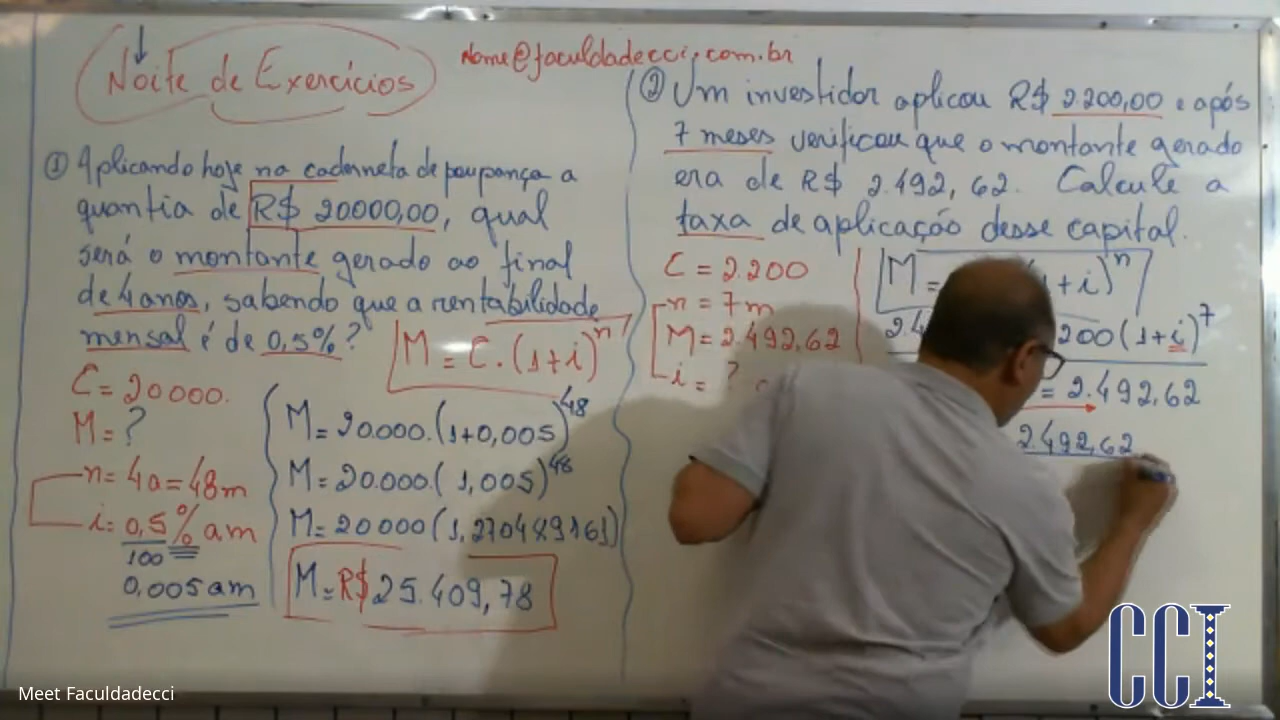 Noite de Exercícios
nome@faculdadecci.com.br
① Aplicando hoje na caderneta de poupança a
quantia de R$ 20000,00, qual
será o montante gerado ao final
de 4 anos, sabendo que a rentabilidade
mensal é de 0,5%?
M = C.(1+i)^n
C = 20000.
M = ?
n = 4a = 48m
i = 0,5% am
100
0,005 am
M = 20.000.(1+0,005)^48
M = 20.000.(1,005)^48
M = 20000(1,270489161)
M = R$ 25.409,78
② Um investidor aplicou R$ 2.200,00 e após
7 meses verificou que o montante gerado
era de R$ 2.492,62. Calcule a
taxa de aplicação desse capital.
C = 2.200
n = 7m
M = 2.492,62
i = ?
M = +i)^n
2.4 200(1+i)^7
= 2.492,62
2.492,62
CCI
Meet Faculdadecci